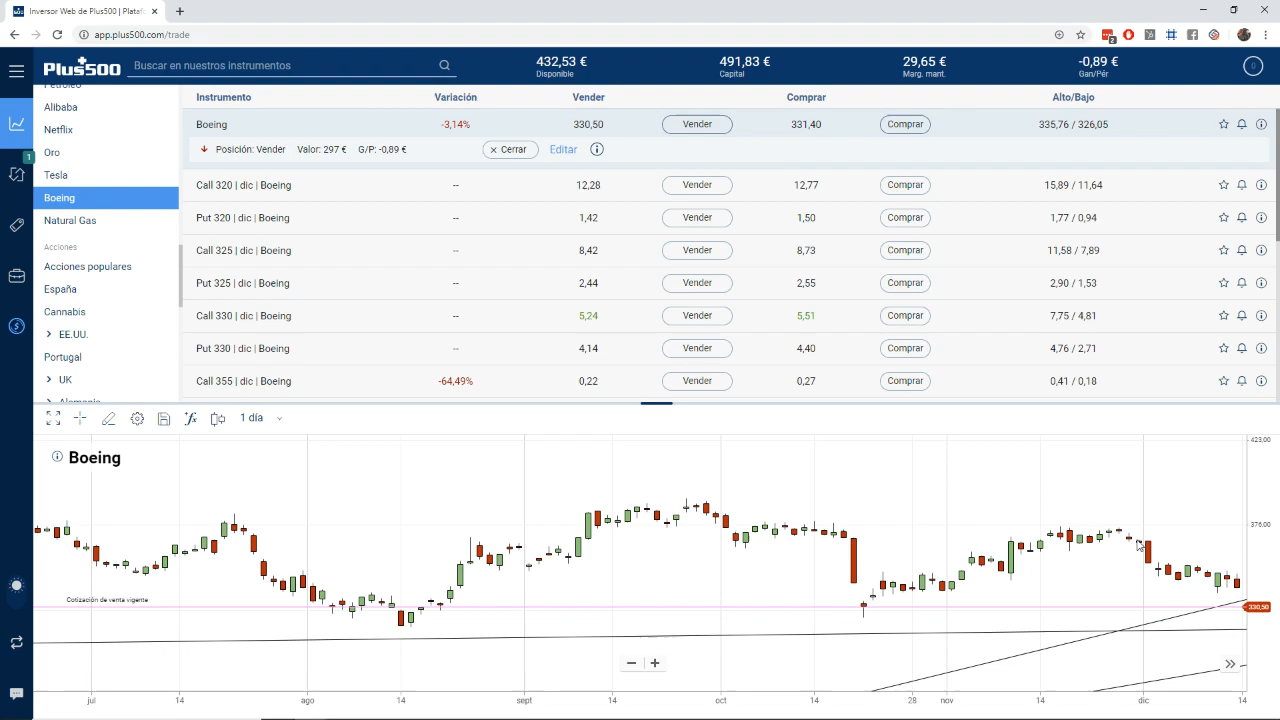 Inversor Web de Plus500 | Platafo
app.plus500.com/trade
2
Plus500
Buscar en nuestros instrumentos
432,53 €
Disponible
491,83 €
Capital
29,65 €
Marg. mant.
-0,89 €
Gan/Pér
1
Petróleo
Alibaba
Netflix
Oro
Tesla
Boeing
Natural Gas
Acciones
Acciones populares
España
Cannabis
EE.UU.
Portugal
UK
Alemania
Instrumento Variación Vender Comprar Alto/Bajo
Boeing -3,14% 330,50 Vender 331,40 Comprar 335,76 / 326,05
Posición: Vender Valor: 297 € G/P: -0,89 € Cerrar Editar
Call 320 | dic | Boeing -- 12,28 Vender 12,77 Comprar 15,89 / 11,64
Put 320 | dic | Boeing -- 1,42 Vender 1,50 Comprar 1,77 / 0,94
Call 325 | dic | Boeing -- 8,42 Vender 8,73 Comprar 11,58 / 7,89
Put 325 | dic | Boeing -- 2,44 Vender 2,55 Comprar 2,90 / 1,53
Call 330 | dic | Boeing -- 5,24 Vender 5,51 Comprar 7,75 / 4,81
Put 330 | dic | Boeing -- 4,14 Vender 4,40 Comprar 4,76 / 2,71
Call 355 | dic | Boeing -64,49% 0,22 Vender 0,27 Comprar 0,41 / 0,18
1 día
Boeing
423,00
376,00
Cotización de venta vigente
330,50
jul 14 ago 14 sept 14 oct 14 28 nov 14 dic 14